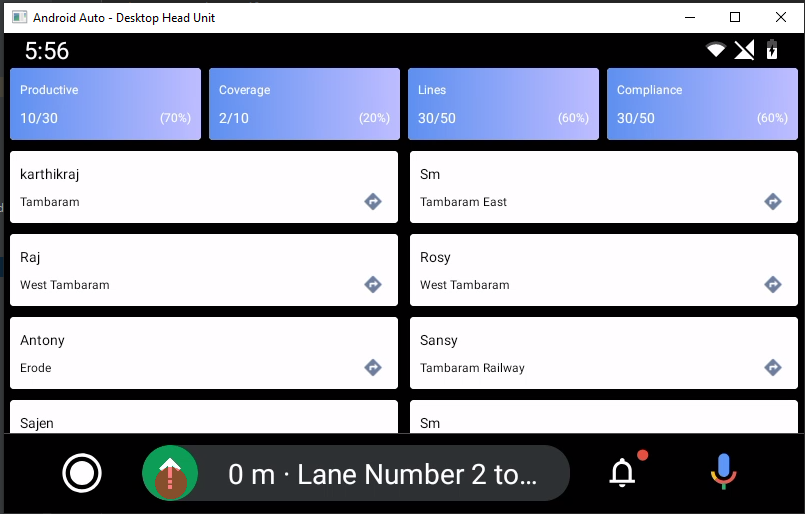 Android Auto - Desktop Head Unit
5:56
Productive
10/30 (70%)
Coverage
2/10 (20%)
Lines
30/50 (60%)
Compliance
30/50 (60%)
karthikraj
Tambaram
Sm
Tambaram East
Raj
West Tambaram
Rosy
West Tambaram
Antony
Erode
Sansy
Tambaram Railway
Sajen
Sm
0 m · Lane Number 2 to...